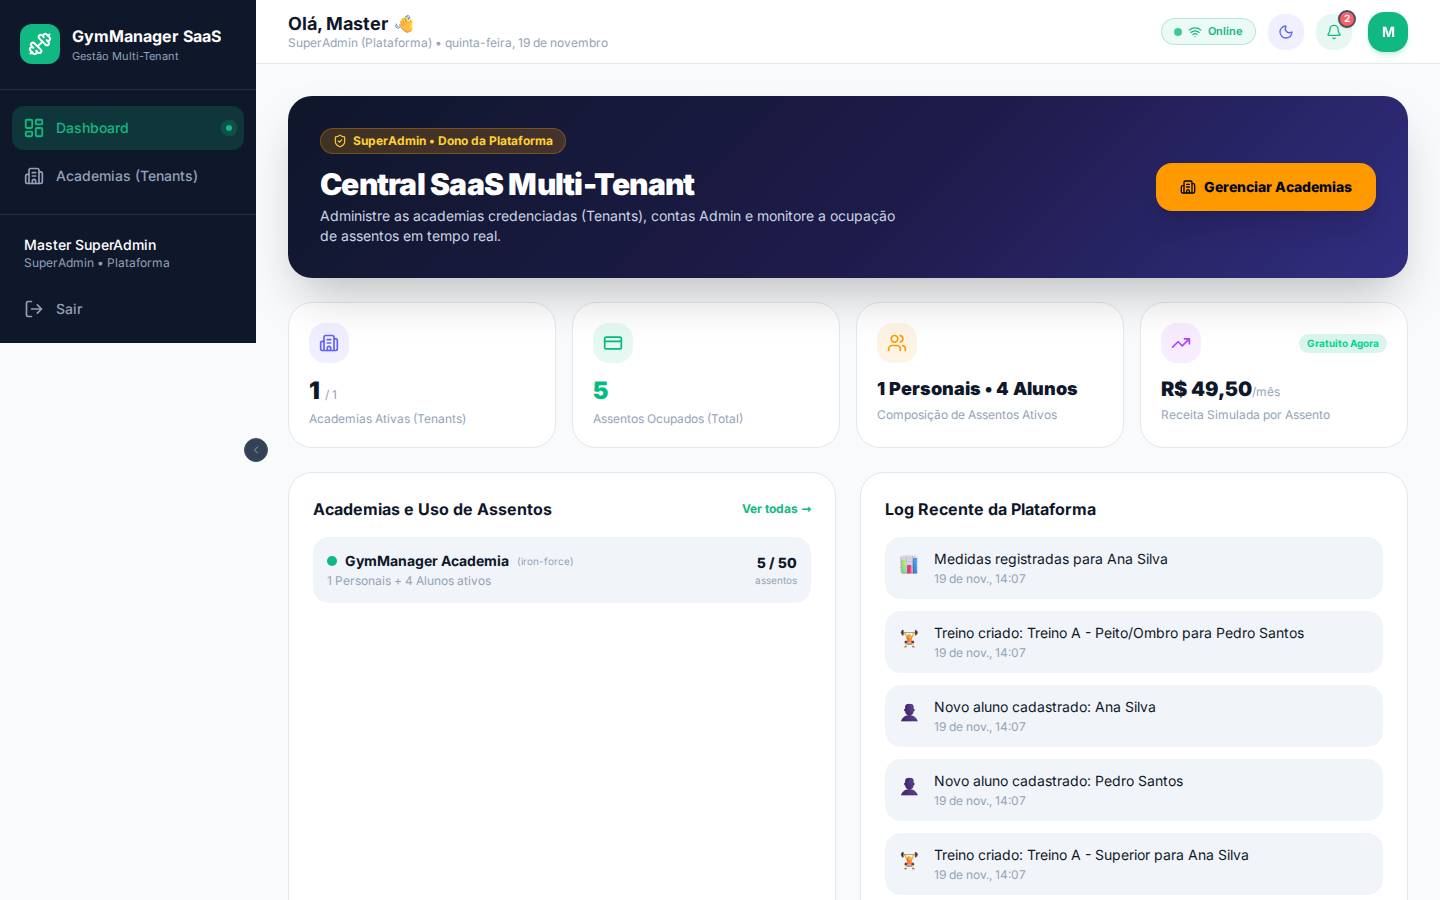 GymManager SaaS
Gestão Multi-Tenant
Dashboard
Academias (Tenants)
Master SuperAdmin
SuperAdmin • Plataforma
Sair
Olá, Master 👋
SuperAdmin (Plataforma) • quinta-feira, 19 de novembro
Online
2
M
SuperAdmin • Dono da Plataforma
Central SaaS Multi-Tenant
Administre as academias credenciadas (Tenants), contas Admin e monitore a ocupação
de assentos em tempo real.
Gerenciar Academias
1 / 1
Academias Ativas (Tenants)
5
Assentos Ocupados (Total)
1 Personais • 4 Alunos
Composição de Assentos Ativos
Gratuito Agora
R$ 49,50/mês
Receita Simulada por Assento
Academias e Uso de Assentos
Ver todas →
GymManager Academia (iron-force)
1 Personais + 4 Alunos ativos
5 / 50
assentos
Log Recente da Plataforma
Medidas registradas para Ana Silva
19 de nov., 14:07
Treino criado: Treino A - Peito/Ombro para Pedro Santos
19 de nov., 14:07
Novo aluno cadastrado: Ana Silva
19 de nov., 14:07
Novo aluno cadastrado: Pedro Santos
19 de nov., 14:07
Treino criado: Treino A - Superior para Ana Silva
19 de nov., 14:07